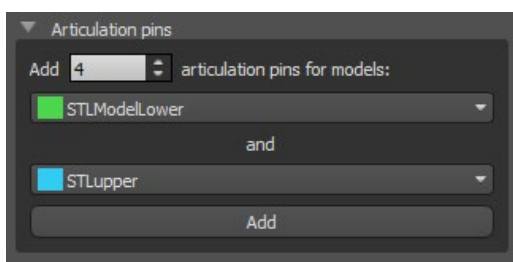 Articulation pins
Add 4 articulation pins for models:
STLModelLower
and
STLupper
Add